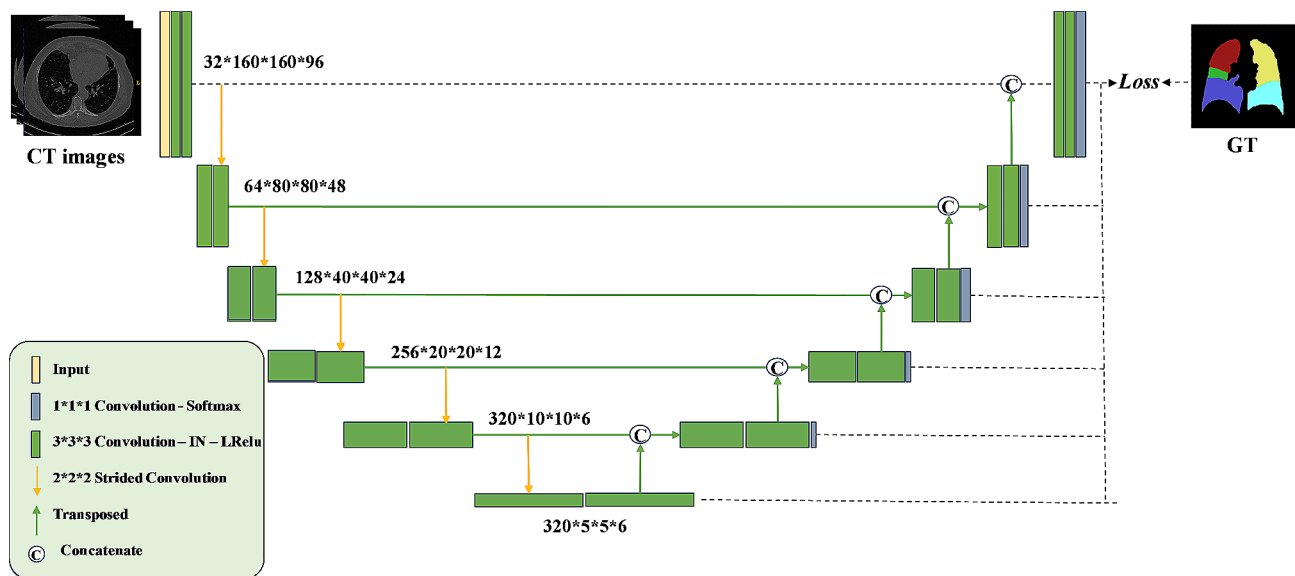 32*160*160*96
C
Loss
CT images
GT
64*80*80*48
C
128*40*40*24
C
256*20*20*12
C
320*10*10*6
C
320*5*5*6
Input
1*1*1 Convolution - Softmax
3*3*3 Convolution – IN – LRelu
2*2*2 Strided Convolution
Transposed
C Concatenate